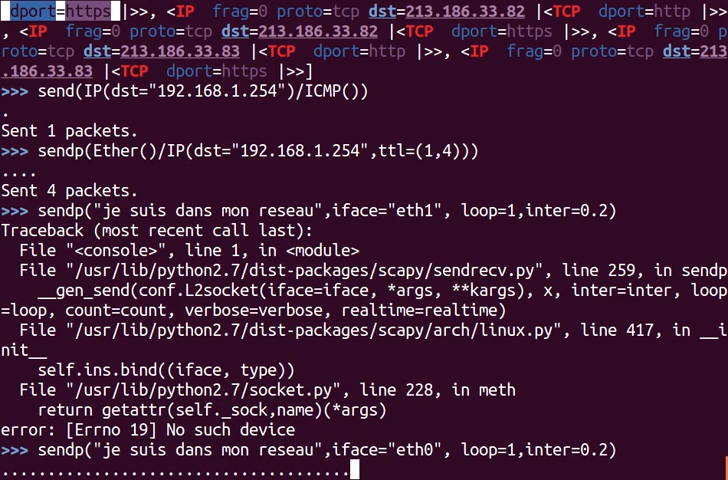 dport=https |>>, <IP  frag=0 proto=tcp dst=213.186.33.82 |<TCP  dport=http |>>
, <IP  frag=0 proto=tcp dst=213.186.33.82 |<TCP  dport=https |>>, <IP  frag=0 p
roto=tcp dst=213.186.33.83 |<TCP  dport=http |>>, <IP  frag=0 proto=tcp dst=213
.186.33.83 |<TCP  dport=https |>>]
>>> send(IP(dst="192.168.1.254")/ICMP())
.
Sent 1 packets.
>>> sendp(Ether()/IP(dst="192.168.1.254",ttl=(1,4)))
....
Sent 4 packets.
>>> sendp("je suis dans mon reseau",iface="eth1", loop=1,inter=0.2)
Traceback (most recent call last):
  File "<console>", line 1, in <module>
  File "/usr/lib/python2.7/dist-packages/scapy/sendrecv.py", line 259, in sendp
    __gen_send(conf.L2socket(iface=iface, *args, **kargs), x, inter=inter, loop
=loop, count=count, verbose=verbose, realtime=realtime)
  File "/usr/lib/python2.7/dist-packages/scapy/arch/linux.py", line 417, in __i
nit__
    self.ins.bind((iface, type))
  File "/usr/lib/python2.7/socket.py", line 228, in meth
    return getattr(self._sock,name)(*args)
error: [Errno 19] No such device
>>> sendp("je suis dans mon reseau",iface="eth0", loop=1,inter=0.2)
.....................................